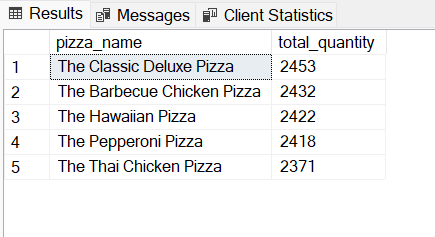 Results Messages Client Statistics
pizza_name total_quantity
1 The Classic Deluxe Pizza 2453
2 The Barbecue Chicken Pizza 2432
3 The Hawaiian Pizza 2422
4 The Pepperoni Pizza 2418
5 The Thai Chicken Pizza 2371